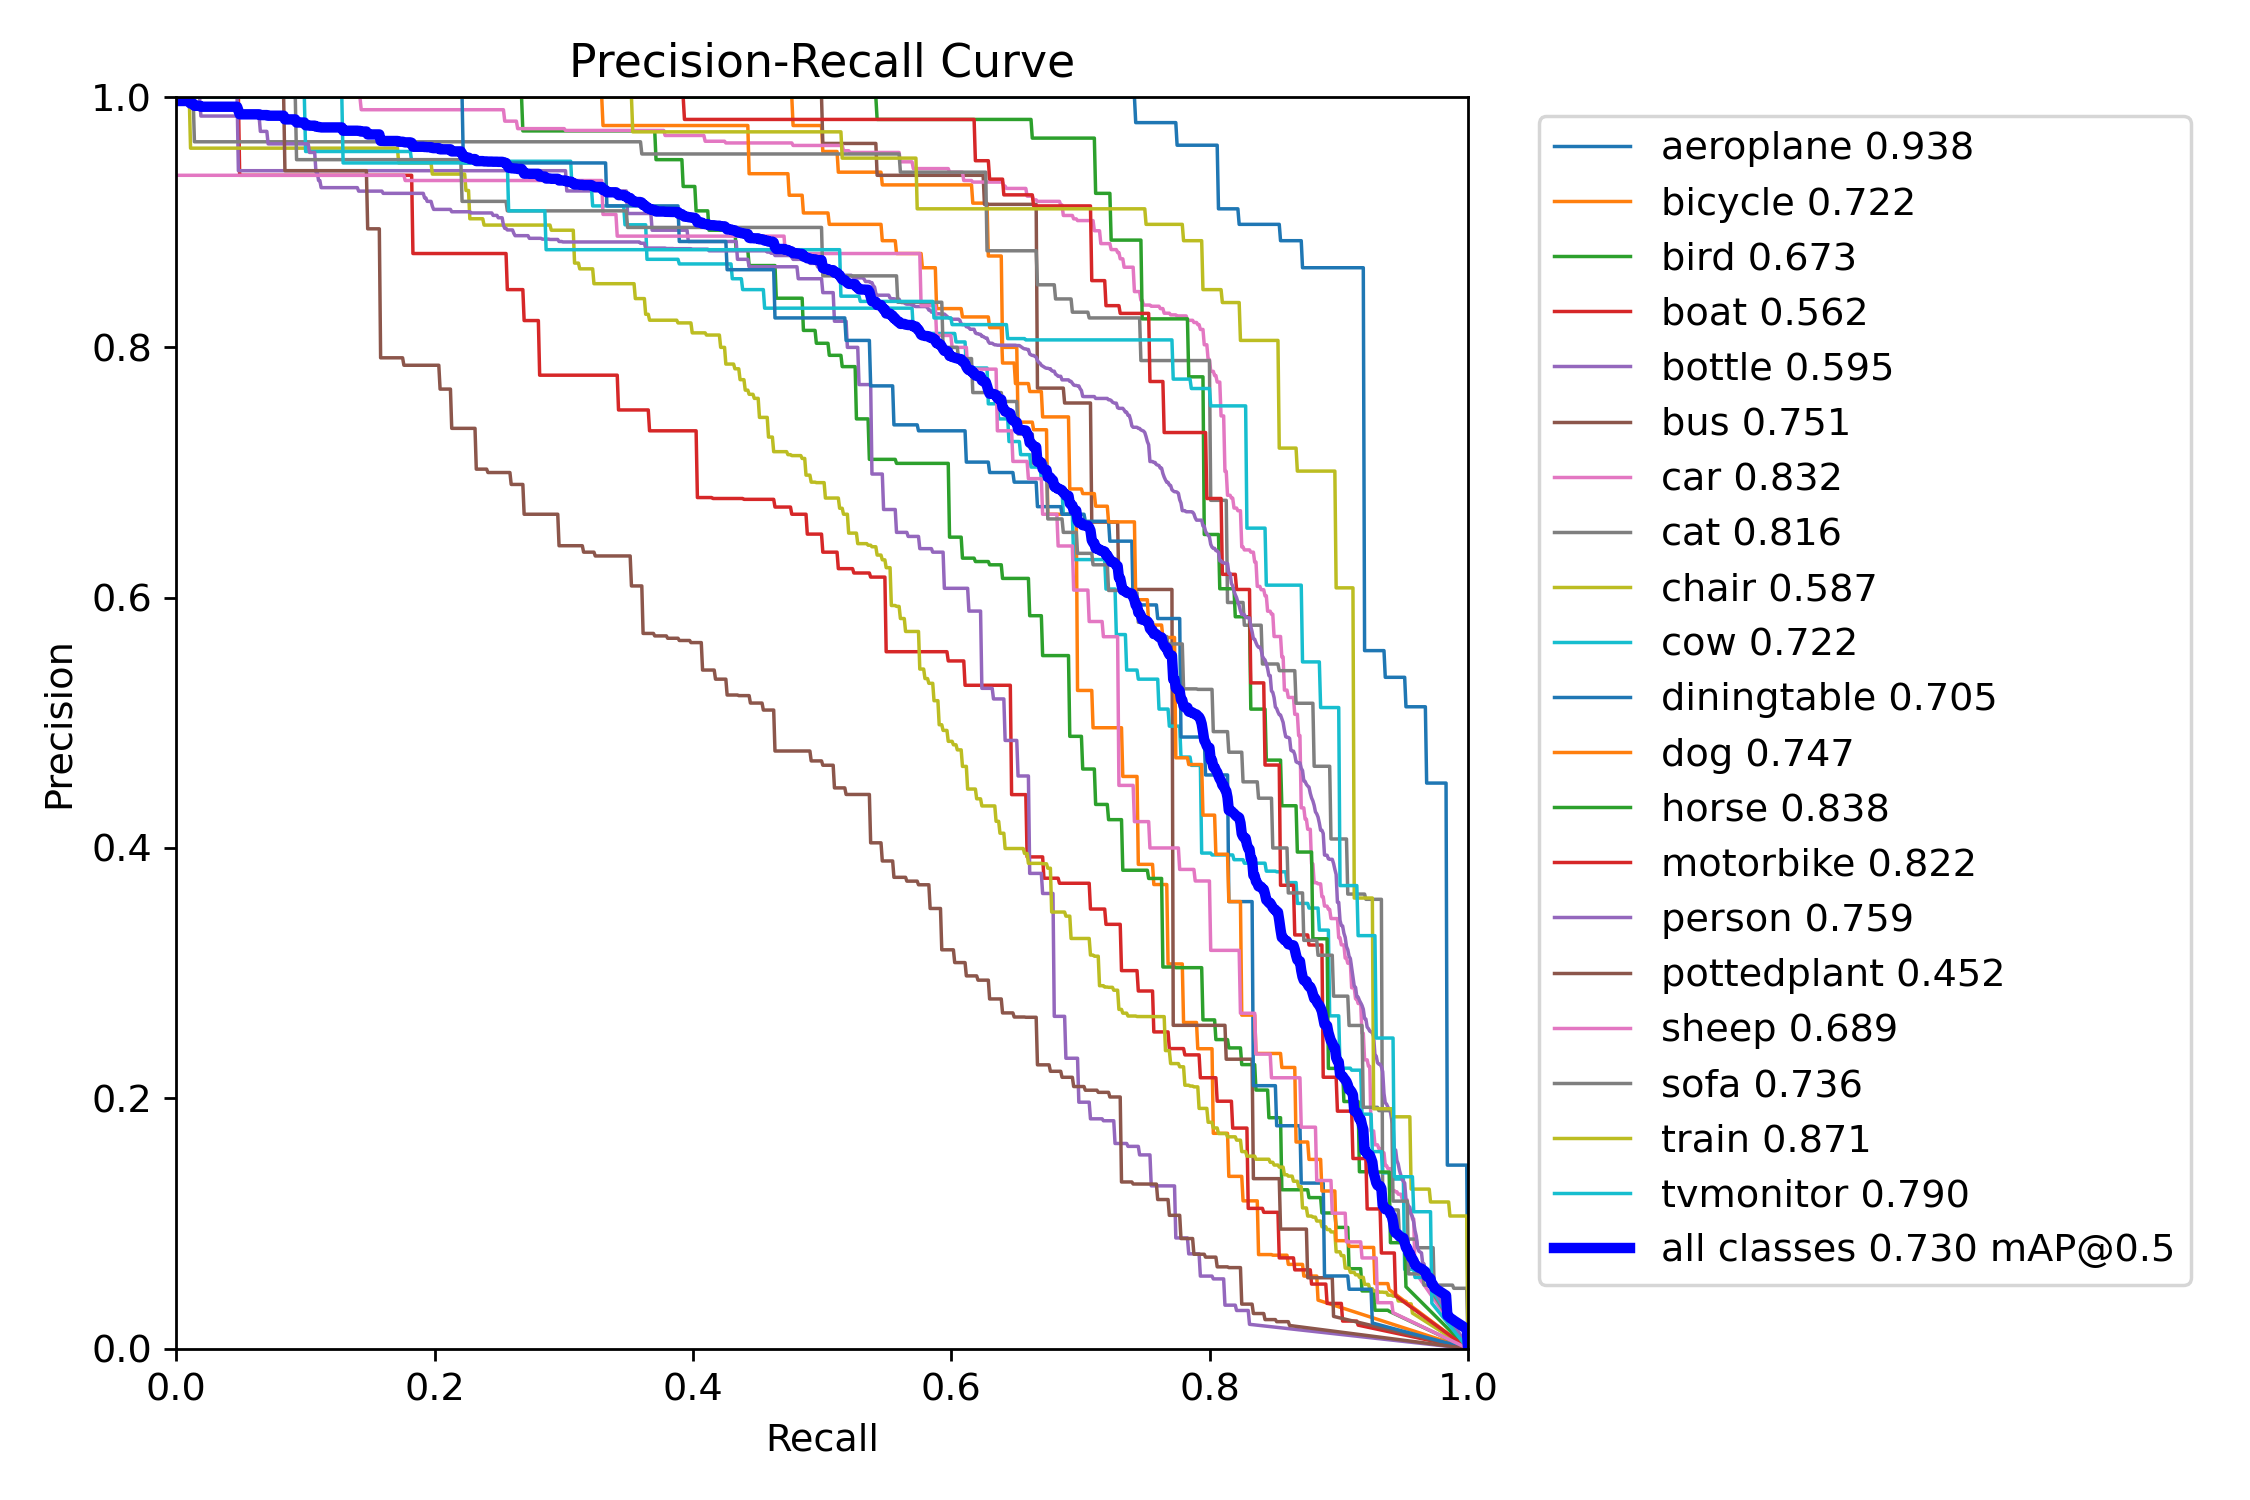 Precision-Recall Curve
1.0
0.8
0.6
0.4
0.2
0.0
Precision
0.0 0.2 0.4 0.6 0.8 1.0
Recall
aeroplane 0.938
bicycle 0.722
bird 0.673
boat 0.562
bottle 0.595
bus 0.751
car 0.832
cat 0.816
chair 0.587
cow 0.722
diningtable 0.705
dog 0.747
horse 0.838
motorbike 0.822
person 0.759
pottedplant 0.452
sheep 0.689
sofa 0.736
train 0.871
tvmonitor 0.790
all classes 0.730 mAP@0.5